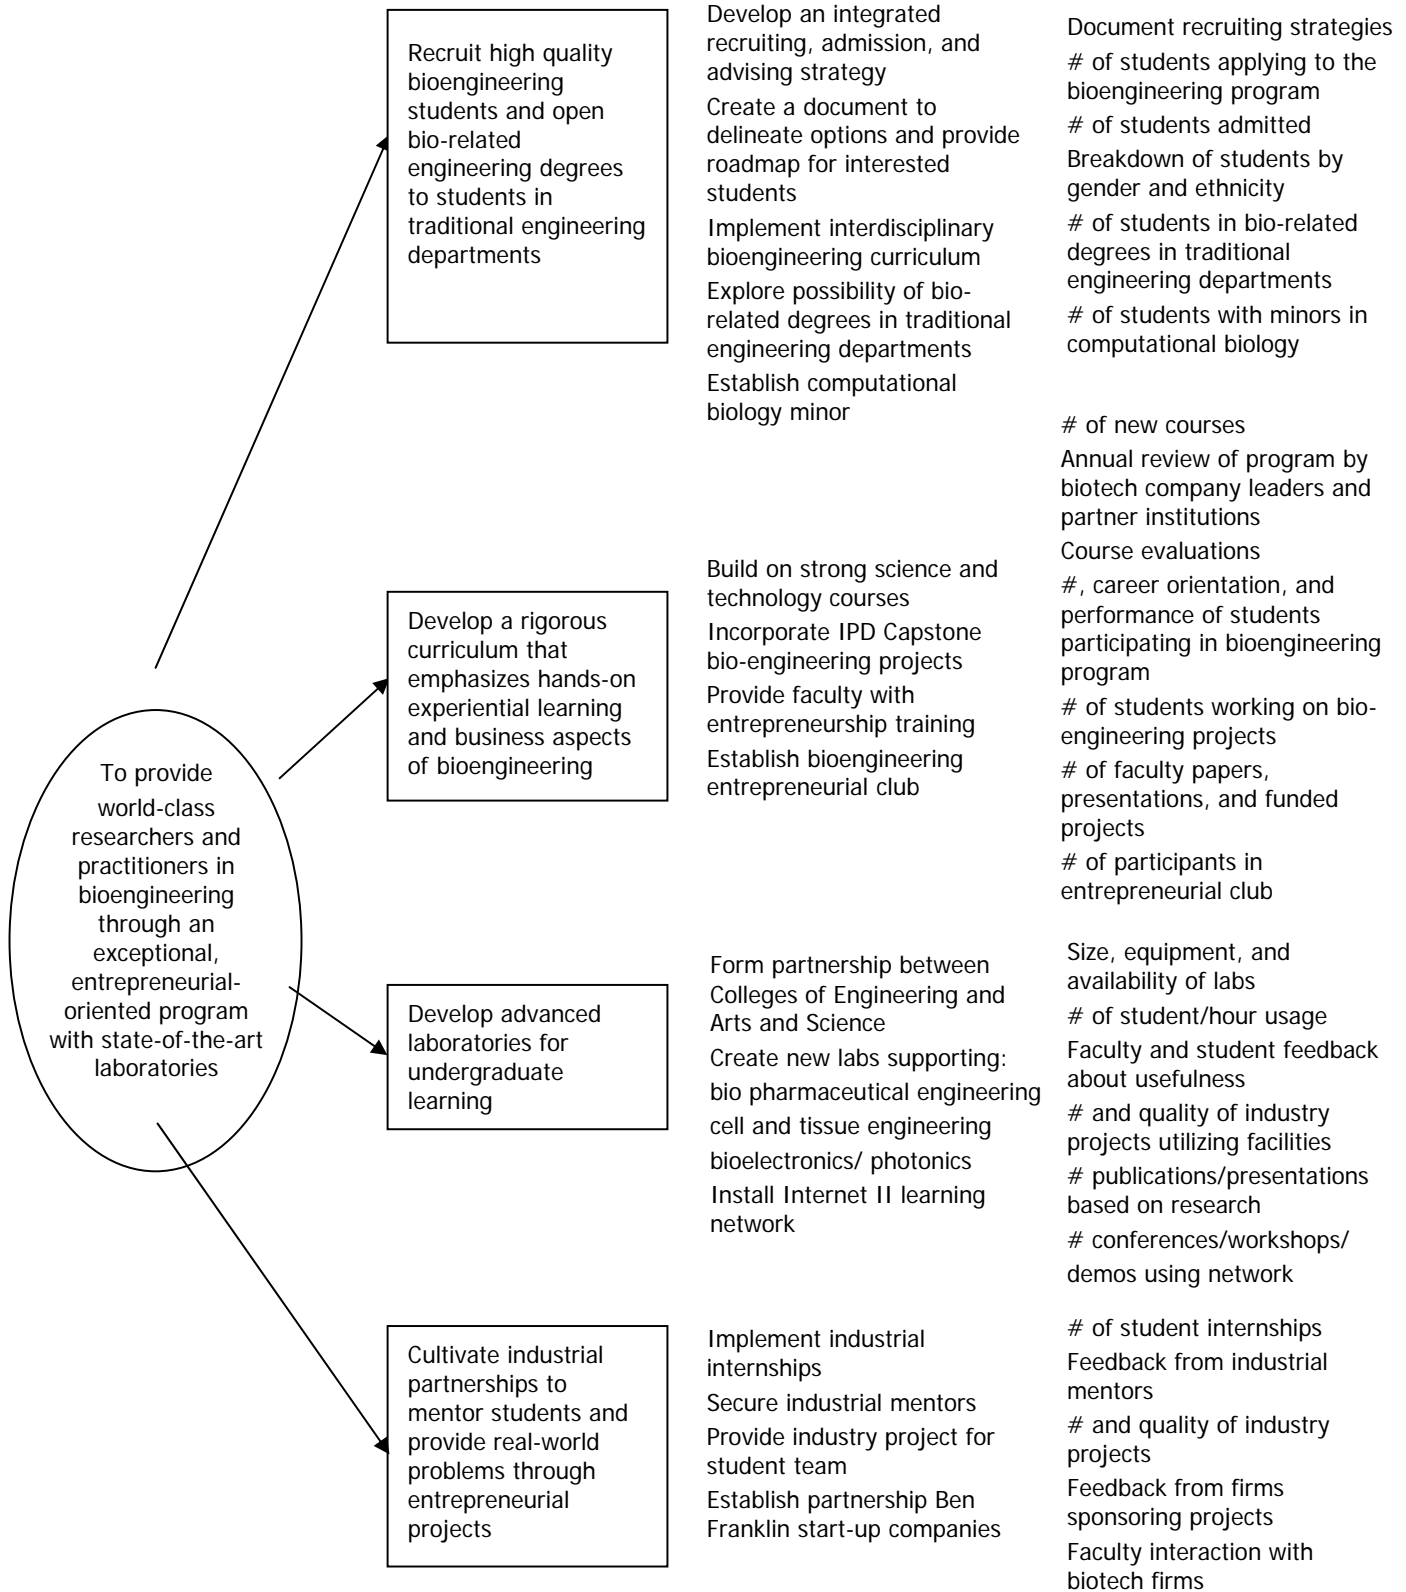 To provide
world-class
researchers and
practitioners in
bioengineering
through an
exceptional,
entrepreneurial-
oriented program
with state-of-the-art
laboratories
Recruit high quality
bioengineering
students and open
bio-related
engineering degrees
to students in
traditional engineering
departments
Develop an integrated
recruiting, admission, and
advising strategy
Create a document to
delineate options and provide
roadmap for interested
students
Implement interdisciplinary
bioengineering curriculum
Explore possibility of bio-
related degrees in traditional
engineering departments
Establish computational
biology minor
Document recruiting strategies
# of students applying to the
bioengineering program
# of students admitted
Breakdown of students by
gender and ethnicity
# of students in bio-related
degrees in traditional
engineering departments
# of students with minors in
computational biology
Develop a rigorous
curriculum that
emphasizes hands-on
experiential learning
and business aspects
of bioengineering
Build on strong science and
technology courses
Incorporate IPD Capstone
bio-engineering projects
Provide faculty with
entrepreneurship training
Establish bioengineering
entrepreneurial club
# of new courses
Annual review of program by
biotech company leaders and
partner institutions
Course evaluations
#, career orientation, and
performance of students
participating in bioengineering
program
# of students working on bio-
engineering projects
# of faculty papers,
presentations, and funded
projects
# of participants in
entrepreneurial club
Develop advanced
laboratories for
undergraduate
learning
Form partnership between
Colleges of Engineering and
Arts and Science
Create new labs supporting:
bio pharmaceutical engineering
cell and tissue engineering
bioelectronics/ photonics
Install Internet II learning
network
Size, equipment, and
availability of labs
# of student/hour usage
Faculty and student feedback
about usefulness
# and quality of industry
projects utilizing facilities
# publications/presentations
based on research
# conferences/workshops/
demos using network
Cultivate industrial
partnerships to
mentor students and
provide real-world
problems through
entrepreneurial
projects
Implement industrial
internships
Secure industrial mentors
Provide industry project for
student team
Establish partnership Ben
Franklin start-up companies
# of student internships
Feedback from industrial
mentors
# and quality of industry
projects
Feedback from firms
sponsoring projects
Faculty interaction with
biotech firms